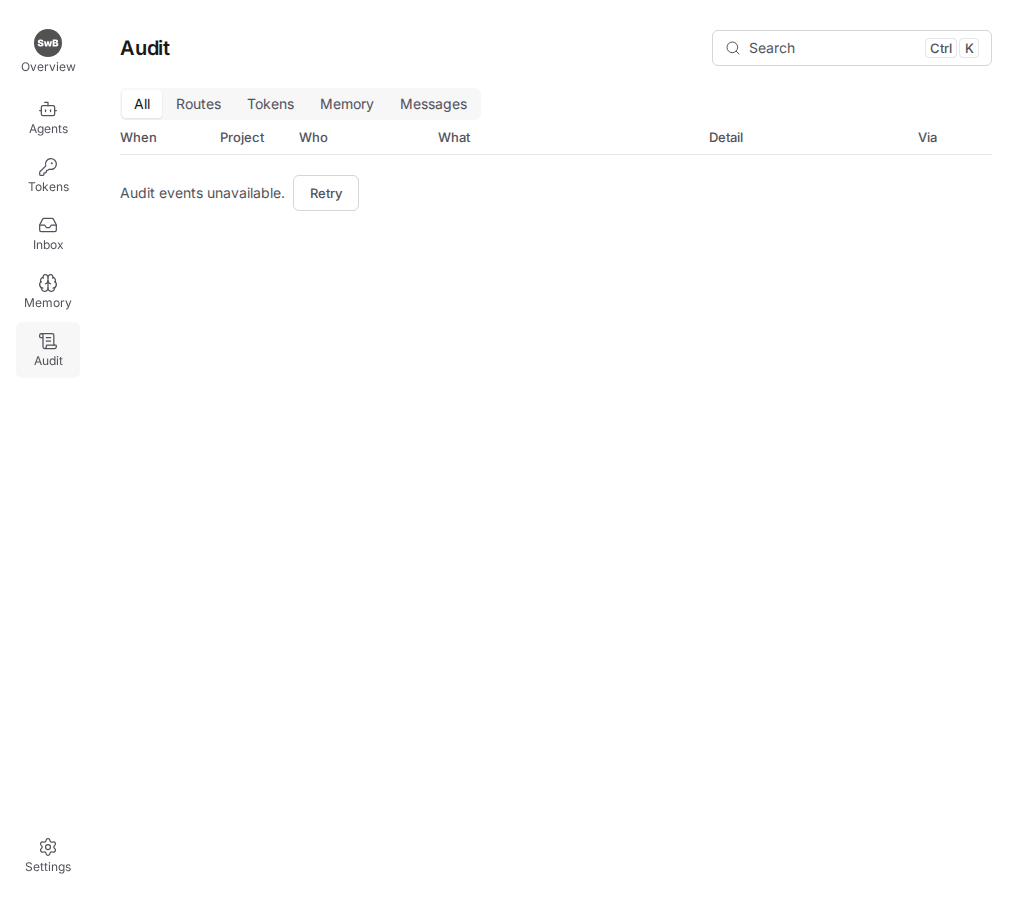 SwB
Overview
Agents
Tokens
Inbox
Memory
Audit
Settings
Audit
Search Ctrl K
All Routes Tokens Memory Messages
When Project Who What Detail Via
Audit events unavailable. Retry